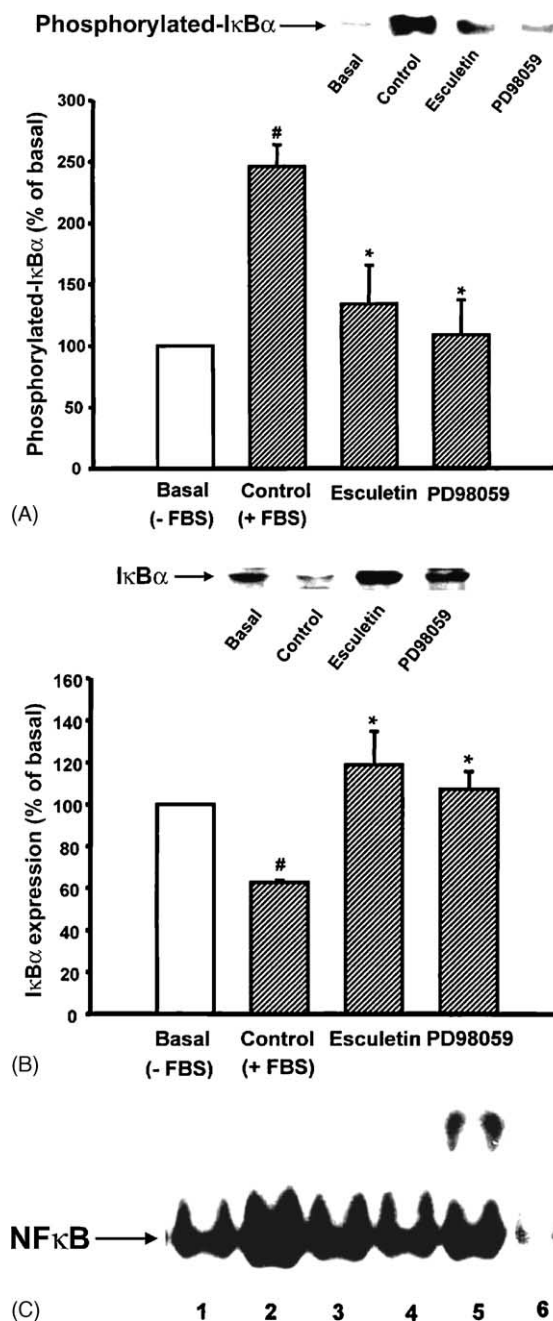 Phosphorylated-IκBα
Basal
Control
Esculetin
PD98059
Phosphorylated-IκBα (% of basal)
300
250
200
150
100
50
0
#
*
*
Basal
(- FBS)
Control
(+ FBS)
Esculetin
PD98059
(A)
IκBα
Basal
Control
Esculetin
PD98059
IκBα expression (% of basal)
160
140
120
100
80
60
40
20
0
#
*
*
Basal
(- FBS)
Control
(+ FBS)
Esculetin PD98059
(B)
NFκB
(C)
1 2 3 4 5 6